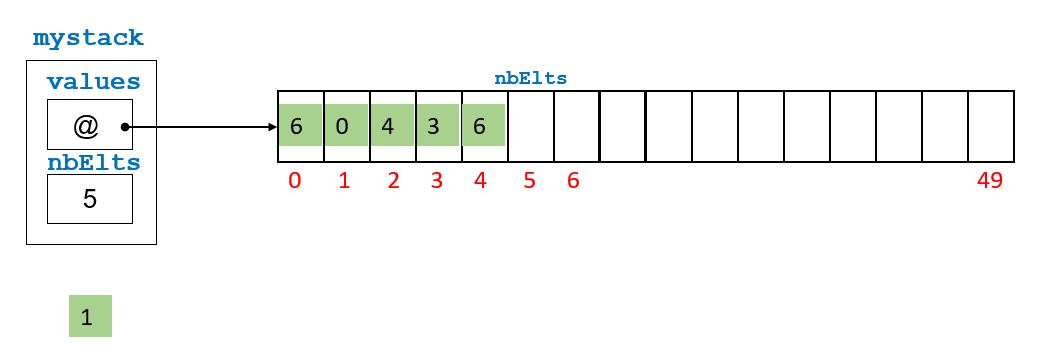 mystack
values
nbElts
@
6 0 4 3 6
nbElts
5
0 1 2 3 4 5 6 49
1